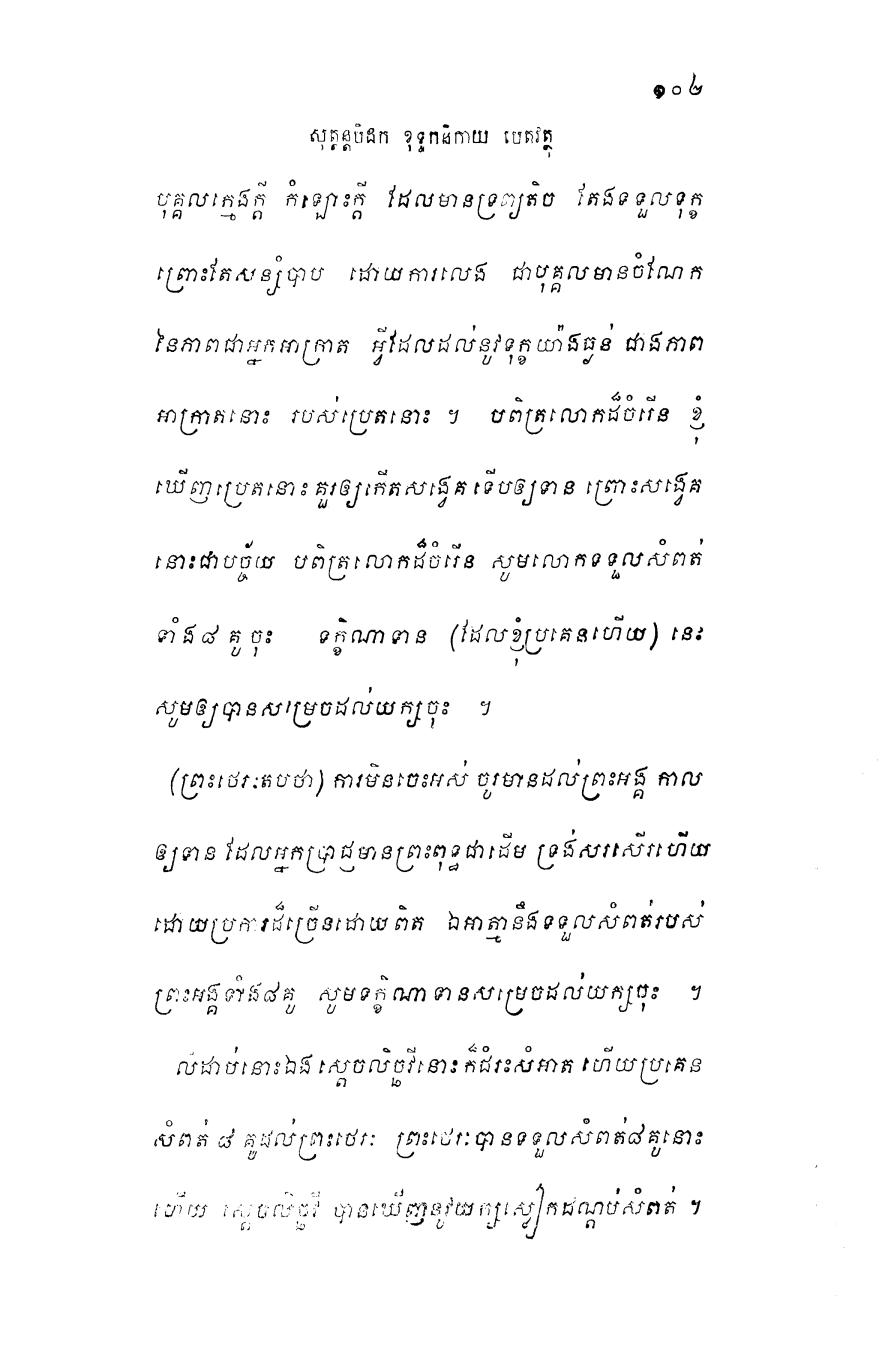 ១០៤
សុត្តន្តបិដក ខុទ្ទកនិកាយ បេតវត្ថុ
បុគ្គលក្មេងក្តី កំឡោះក្តី ដែលមានទ្រព្យតិច តែងទទួលទុក្ខ
ព្រោះតែសន្សំបាប ដោយការលេង ជាបុគ្គលមានចំណែក
នៃភាពជាអ្នកអាក្រាត អ្វីដែលដល់នូវទុក្ខយ៉ាងធ្ងន់ ជាងភាព
អាក្រាតនោះ របស់ប្រេតនោះ ។ បពិត្រលោកដ៏ចំរើន ខ្ញុំ
ឃើញប្រេតនោះ គួរឲ្យកើតសង្វេគ ទើបឲ្យទាន ព្រោះសង្វេគ
នោះជាបច្ច័យ បពិត្រលោកដ៏ចំរើន សូមលោកទទួលសំពត់
ទាំង៨ គូ ចុះ ទក្ខិណាទាន (ដែលខ្ញុំប្រគេនហើយ) នេះ
សូមឲ្យបានសម្រេចដល់យក្សចុះ ។
(ព្រះថេរៈតបថា) ការមិនចេះអស់ ចូរមានដល់ព្រះអង្គ កាល
ឲ្យទាន ដែលអ្នកប្រាជ្ញមានព្រះពុទ្ធជាដើម ទ្រង់សរសើរហើយ
ដោយប្រការដ៏ច្រើនដោយពិត ឯអាត្មានឹងទទួលសំពត់របស់
ព្រះអង្គទាំង៨គូ សូមទក្ខិណាទានសម្រេចដល់យក្សចុះ ។
លំដាប់នោះឯង ស្តេចលិច្ឆវីនោះក៏ជំរះសំអាត ហើយប្រគេន
សំពត់ ៨ គូដល់ព្រះថេរៈ ព្រះថេរៈបានទទួលសំពត់៨គូនោះ
ហើយ ស្តេចលិច្ឆវី បានឃើញនូវយក្សស្លៀកដណ្តប់សំពត់ ។